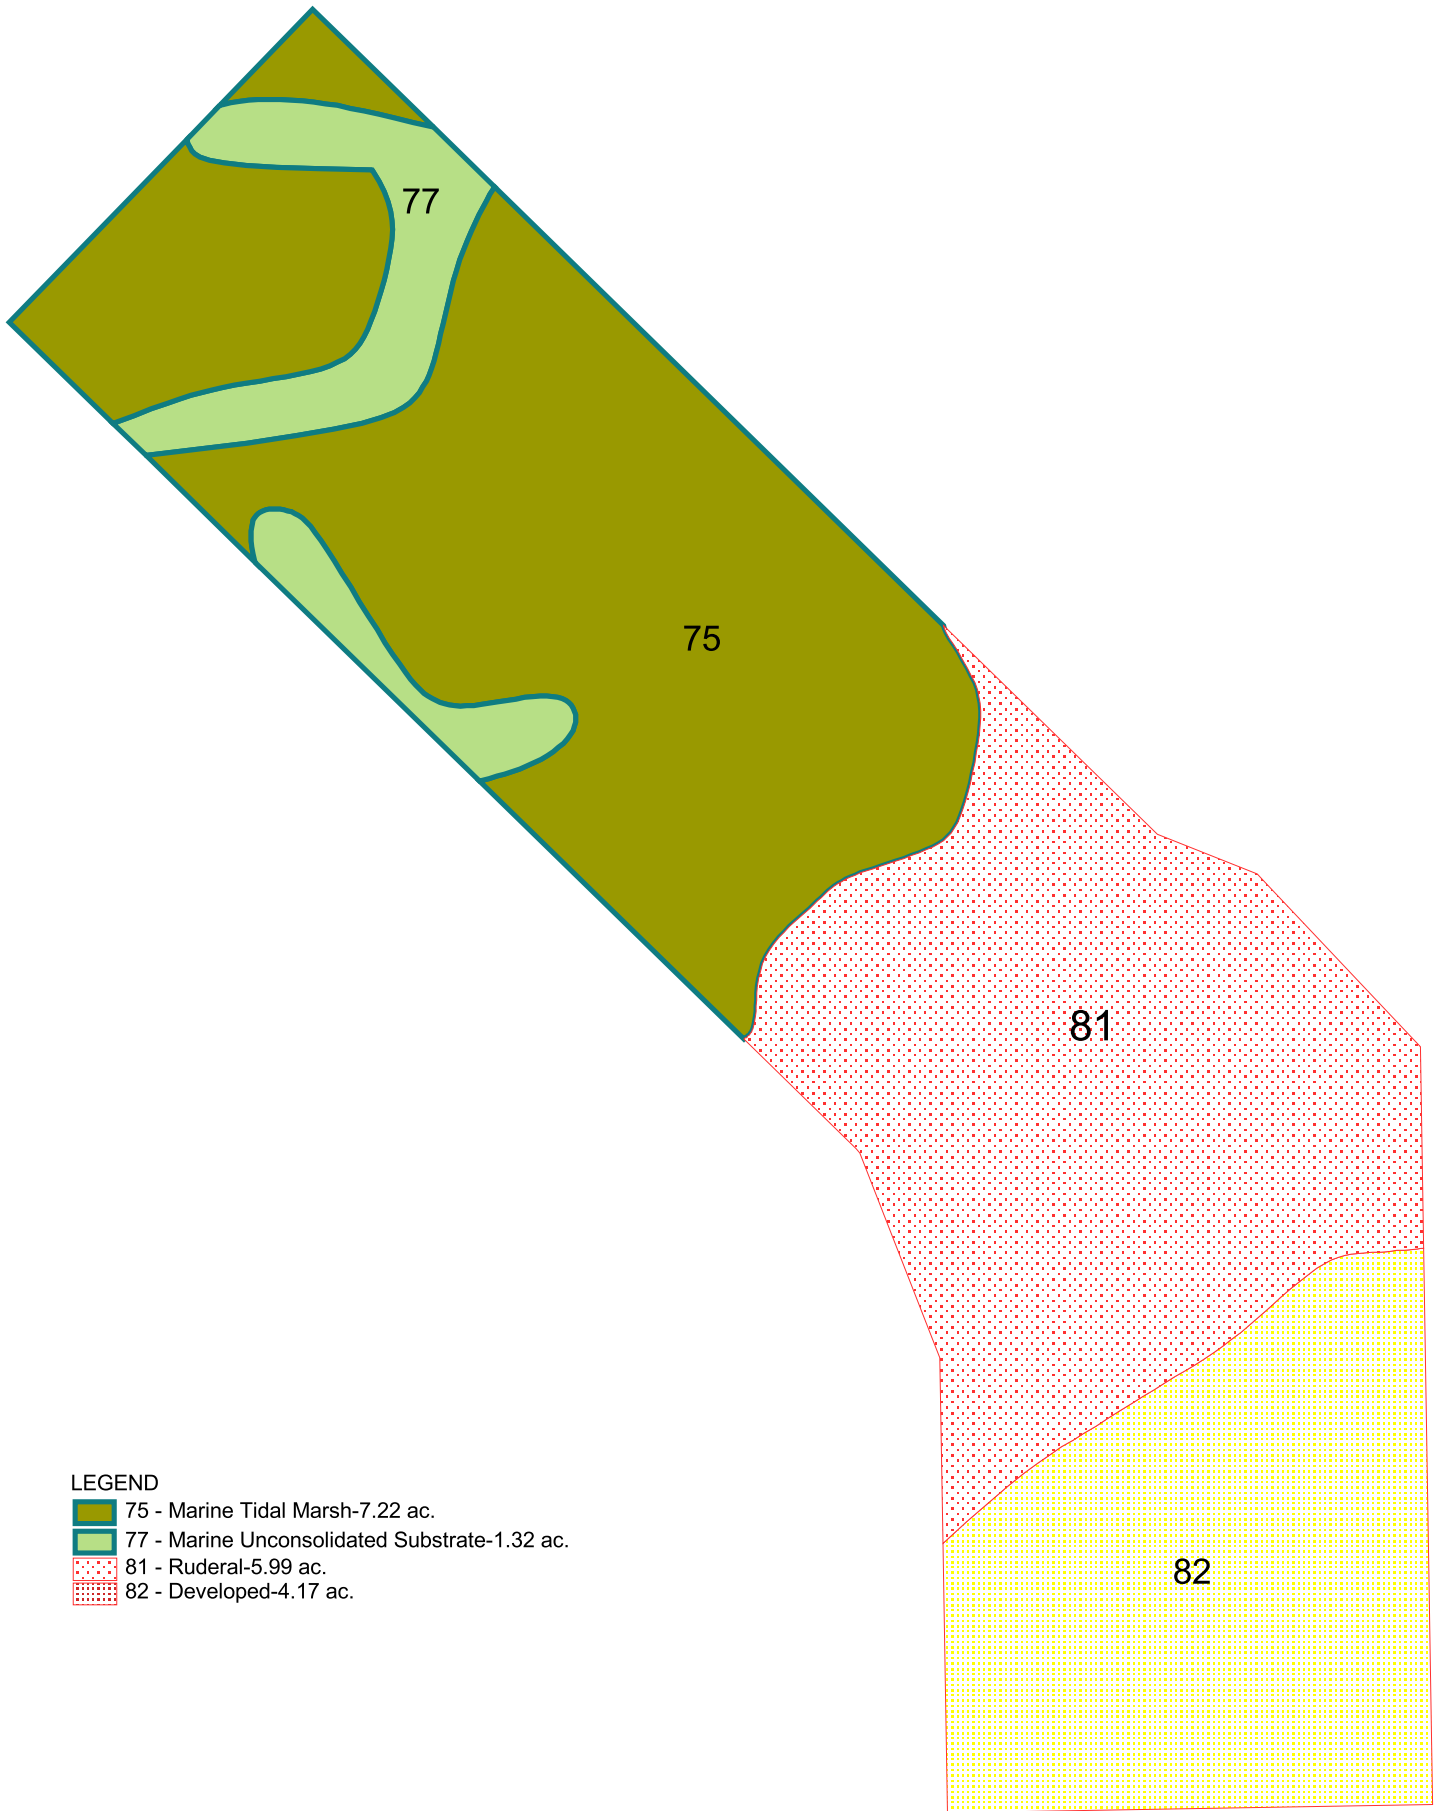 77
75
81
82
LEGEND
75 - Marine Tidal Marsh-7.22 ac.
77 - Marine Unconsolidated Substrate-1.32 ac.
81 - Ruderal-5.99 ac.
82 - Developed-4.17 ac.